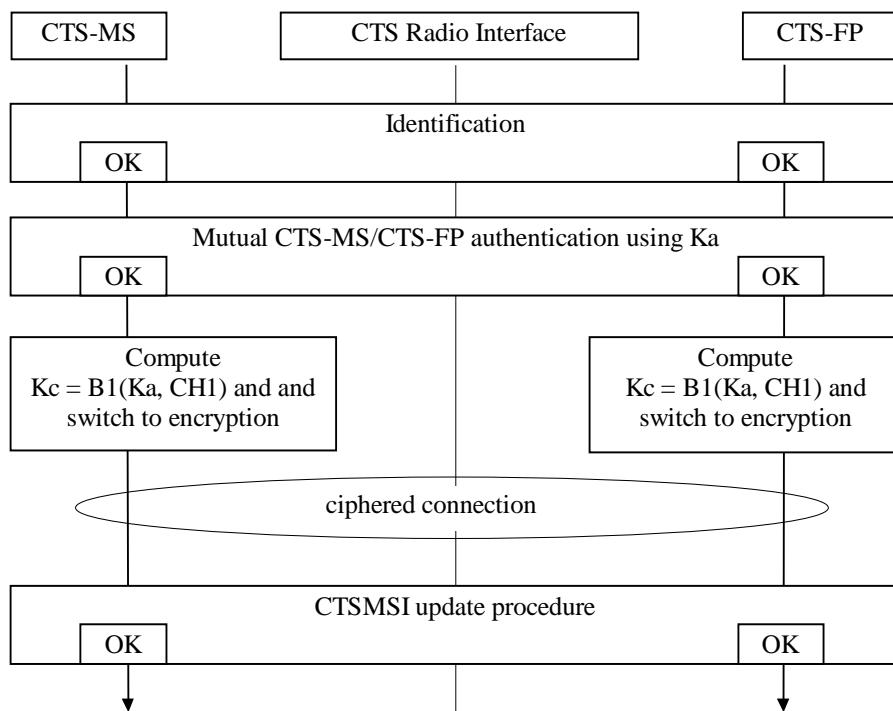 CTS-MS
CTS Radio Interface
CTS-FP
Identification
OK
OK
Mutual CTS-MS/CTS-FP authentication using Ka
OK
OK
Compute
Kc = B1(Ka, CH1) and and
switch to encryption
Compute
Kc = B1(Ka, CH1) and
switch to encryption
ciphered connection
CTSMSI update procedure
OK
OK